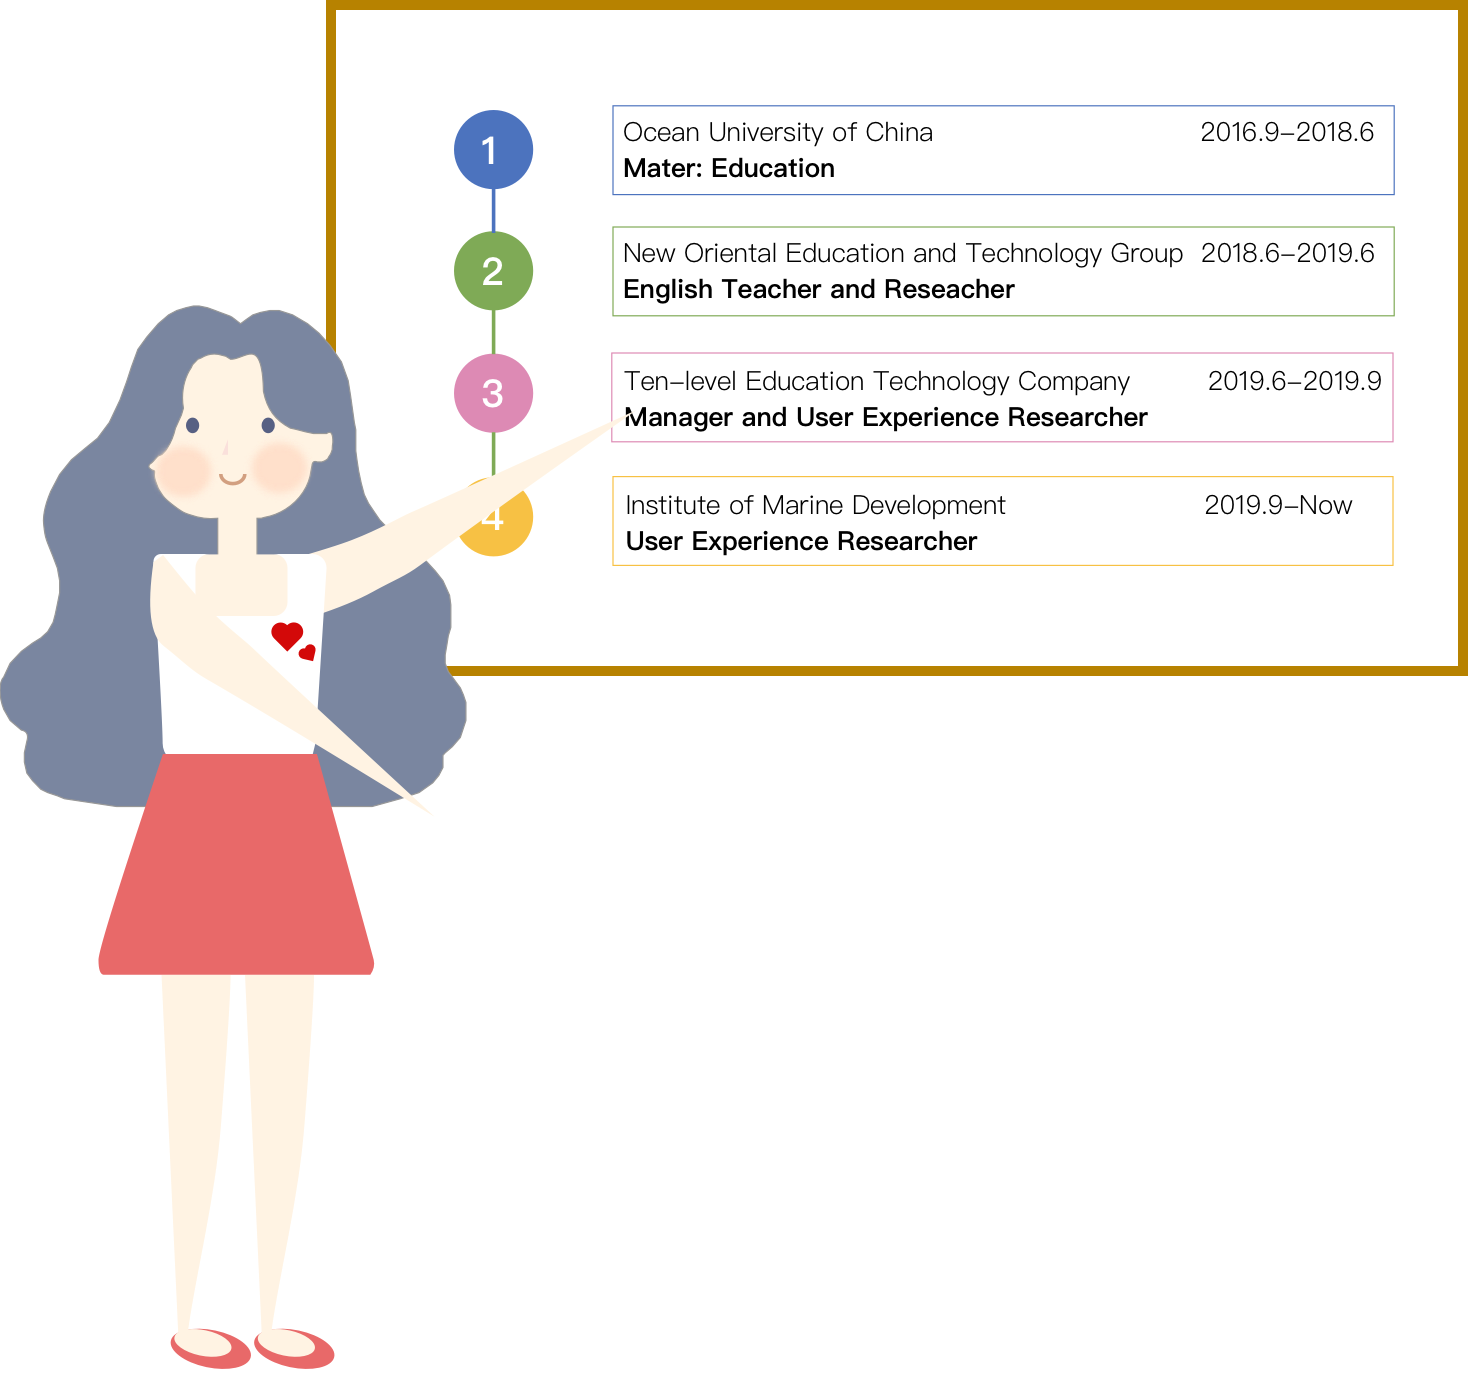 1
Ocean University of China 2016.9–2018.6
Mater: Education
2
New Oriental Education and Technology Group 2018.6–2019.6
English Teacher and Reseacher
3
Ten–level Education Technology Company 2019.6–2019.9
Manager and User Experience Researcher
4
Institute of Marine Development 2019.9–Now
User Experience Researcher